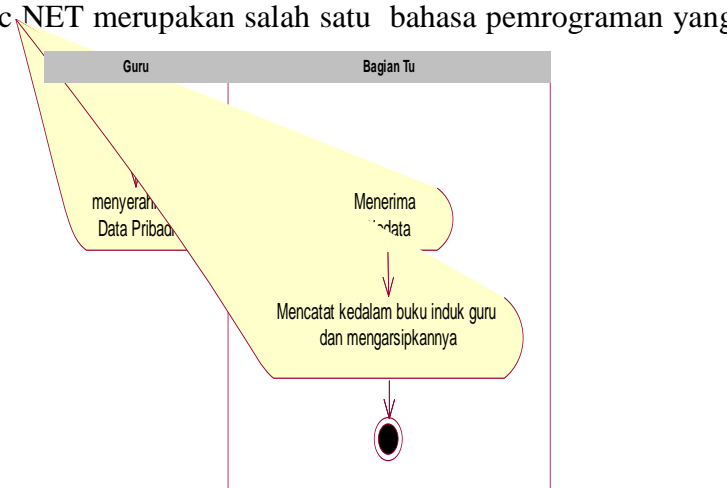 c NET merupakan salah satu bahasa pemrograman yang
Guru
Bagian Tu
Data Pribadi
Menerima
Mencatat kedalam buku induk guru
dan mengarsipkannya